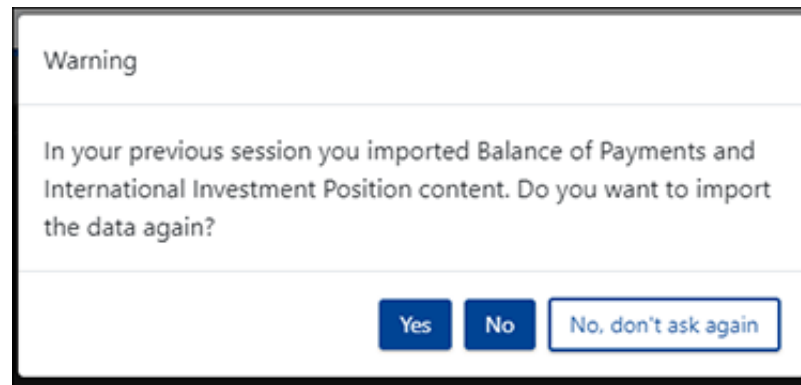 Warning
In your previous session you imported Balance of Payments and
International Investment Position content. Do you want to import
the data again?
Yes No No, don't ask again